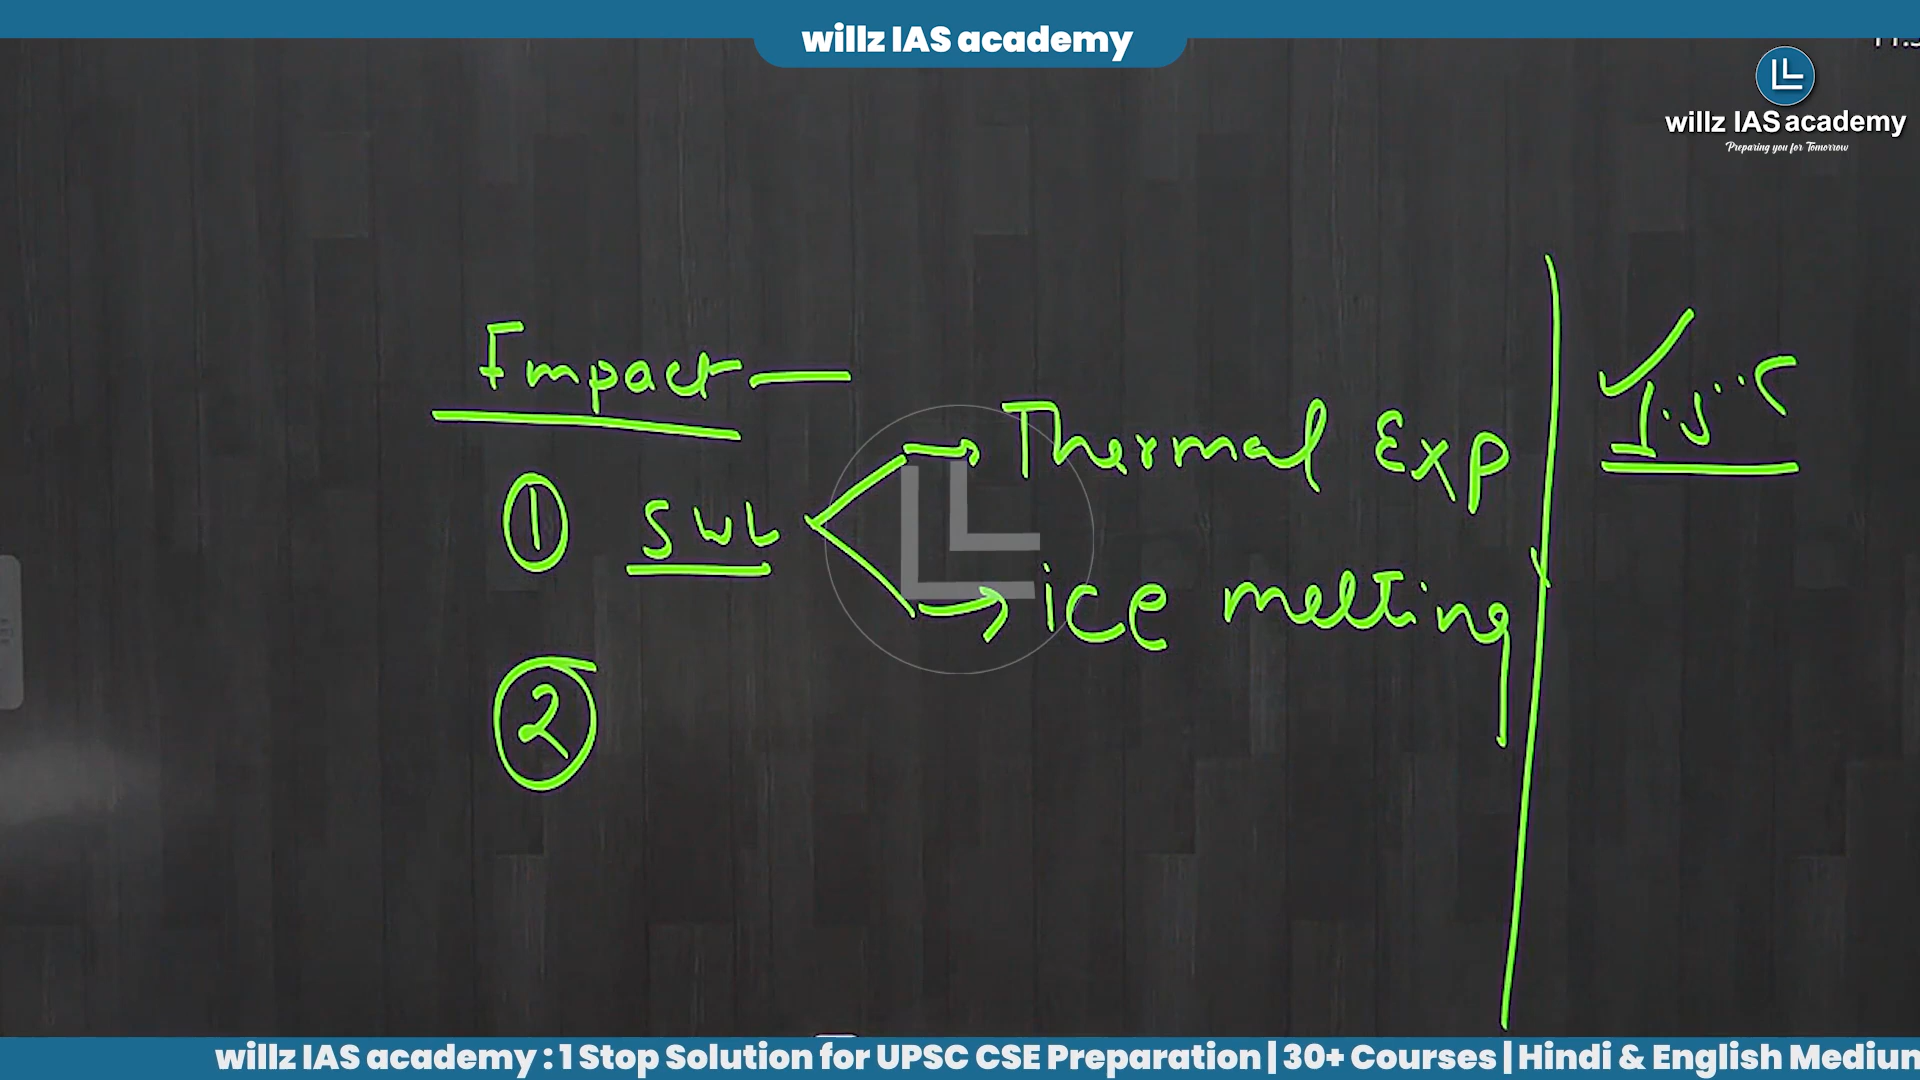 willz IAS academy
willz IAS academy
Preparing you for Tomorrow
Impact —
① SWL → Thermal Exp
→ ice melting
②
willz IAS academy : 1 Stop Solution for UPSC CSE Preparation | 30+ Courses | Hindi & English Medium